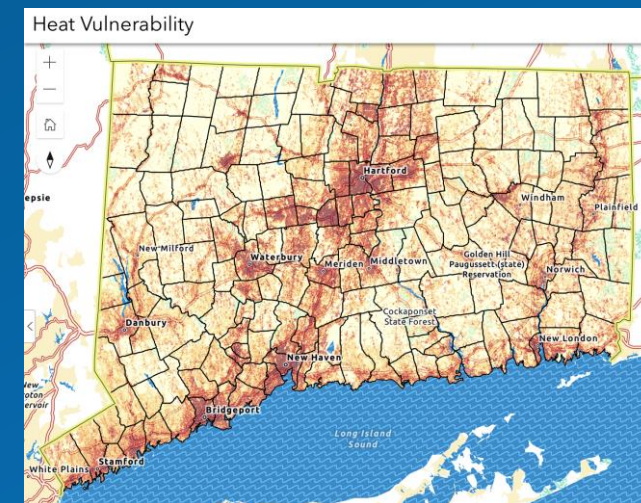 Heat Vulnerability
+
−
Hartford
epsie
Windham
Plainfield
New Milford
Waterbury
Meriden
Middletown
Golden Hill
Paugussett (state)
Reservation
Norwich
Cockaponset
State Forest
Danbury
New London
New Haven
Bridgeport
Long Island
Sound
Stamford
White Plains